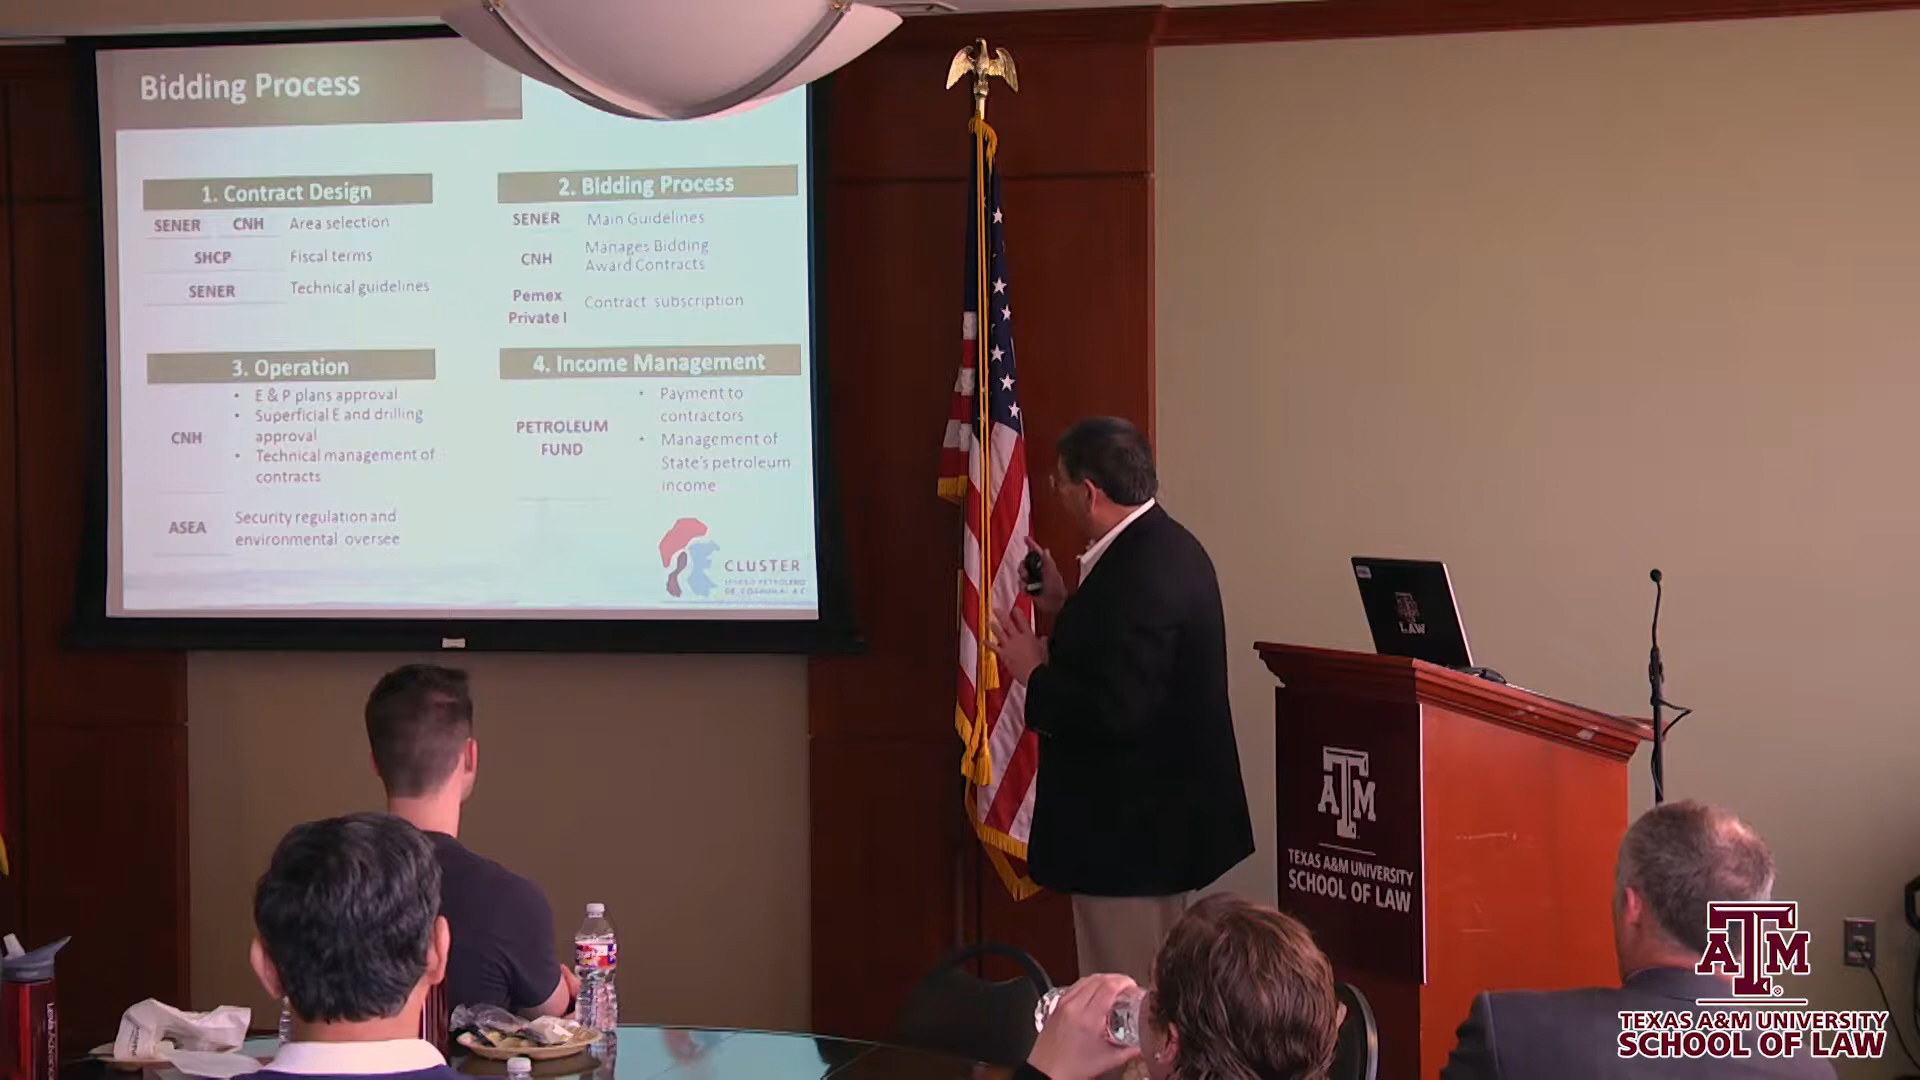 Bidding Process
1. Contract Design
SENER CNH Area selection
SHCP Fiscal terms
SENER Technical guidelines
2. Bidding Process
SENER Main Guidelines
CNH Manages Bidding
Award Contracts
Pemex
Private I
Contract subscription
3. Operation
CNH
• E & P plans approval
• Superficial E and drilling
approval
• Technical management of
contracts
ASEA
Security regulation and
environmental oversee
4. Income Management
PETROLEUM
FUND
• Payment to
contractors
• Management of
State's petroleum
income
CLUSTER
ATM
LAW
ATM
TEXAS A&M UNIVERSITY
SCHOOL OF LAW
ATM
TEXAS A&M UNIVERSITY
SCHOOL OF LAW